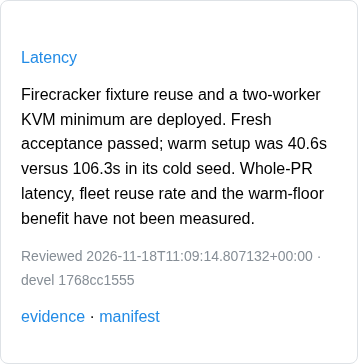 Latency
Firecracker fixture reuse and a two-worker
KVM minimum are deployed. Fresh
acceptance passed; warm setup was 40.6s
versus 106.3s in its cold seed. Whole-PR
latency, fleet reuse rate and the warm-floor
benefit have not been measured.
Reviewed 2026-11-18T11:09:14.807132+00:00 ·
devel 1768cc1555
evidence · manifest